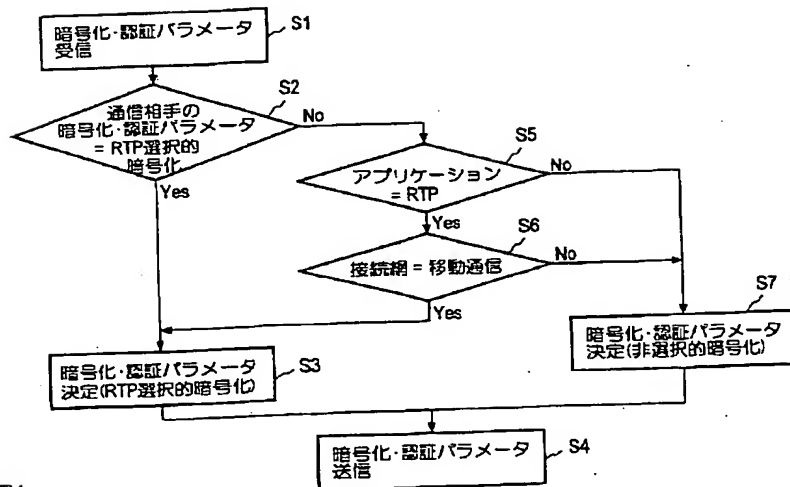 暗号化・認証パラメータ
受信
S1
通信相手の
暗号化・認証パラメータ
= RTP選択的
暗号化
S2
No
Yes
アプリケーション
= RTP
S5
No
Yes
接続網 = 移動通信
S6
No
Yes
暗号化・認証パラメータ
決定(RTP選択的暗号化)
S3
暗号化・認証パラメータ
決定(非選択的暗号化)
S7
暗号化・認証パラメータ
送信
S4